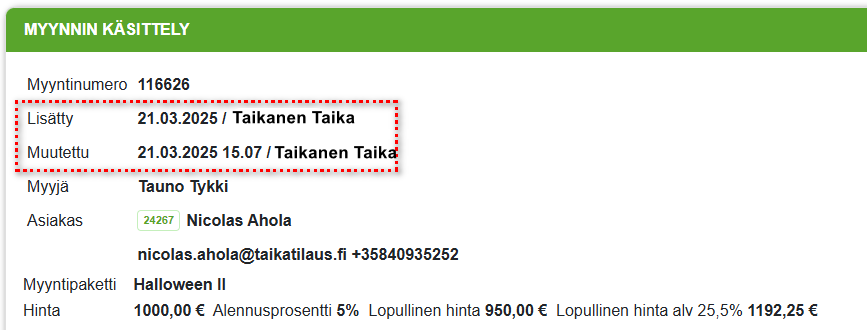 MYYNNIN KÄSITTELY
Myyntinumero 116626
Lisätty 21.03.2025 / Taikanen Taika
Muutettu 21.03.2025 15.07 / Taikanen Taika
Myyjä Tauno Tykki
Asiakas 24267 Nicolas Ahola
nicolas.ahola@taikatilaus.fi +35840935252
Myyntipaketti Halloween II
Hinta 1000,00 € Alennusprosentti 5% Lopullinen hinta 950,00 € Lopullinen hinta alv 25,5% 1192,25 €